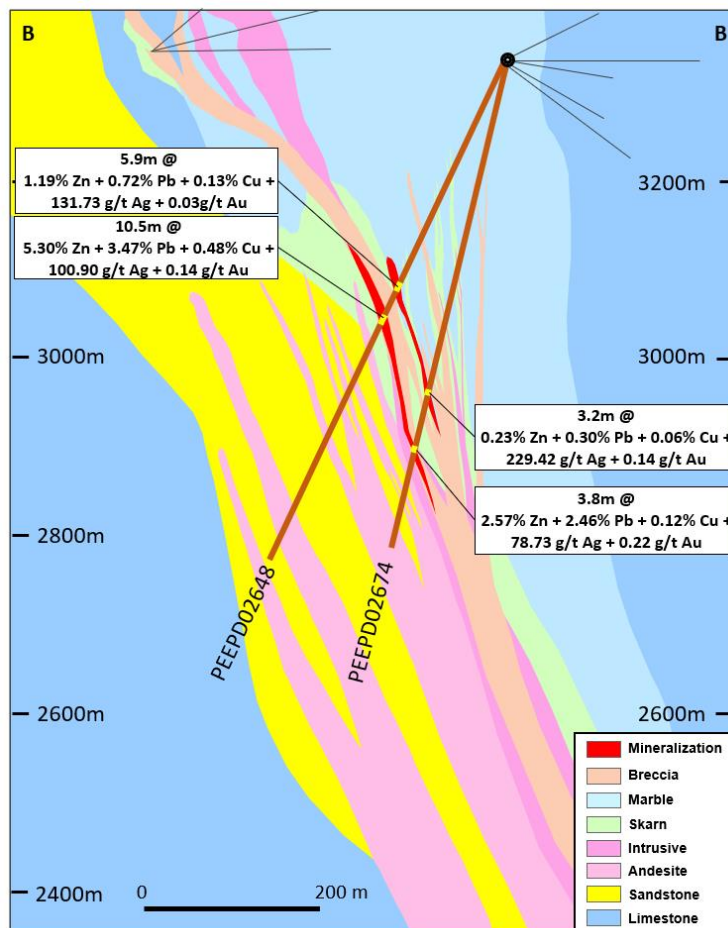 B
B
5.9m @
1.19% Zn + 0.72% Pb + 0.13% Cu +
131.73 g/t Ag + 0.03g/t Au
3200m
10.5m @
5.30% Zn + 3.47% Pb + 0.48% Cu +
100.90 g/t Ag + 0.14 g/t Au
3000m
3000m
3.2m @
0.23% Zn + 0.30% Pb + 0.06% Cu +
229.42 g/t Ag + 0.14 g/t Au
3.8m @
2.57% Zn + 2.46% Pb + 0.12% Cu +
78.73 g/t Ag + 0.22 g/t Au
2800m
PEEPD02648
PEEPD02674
2600m
2600m
Mineralization
Breccia
Marble
Skarn
Intrusive
Andesite
Sandstone
Limestone
2400m
0
200 m